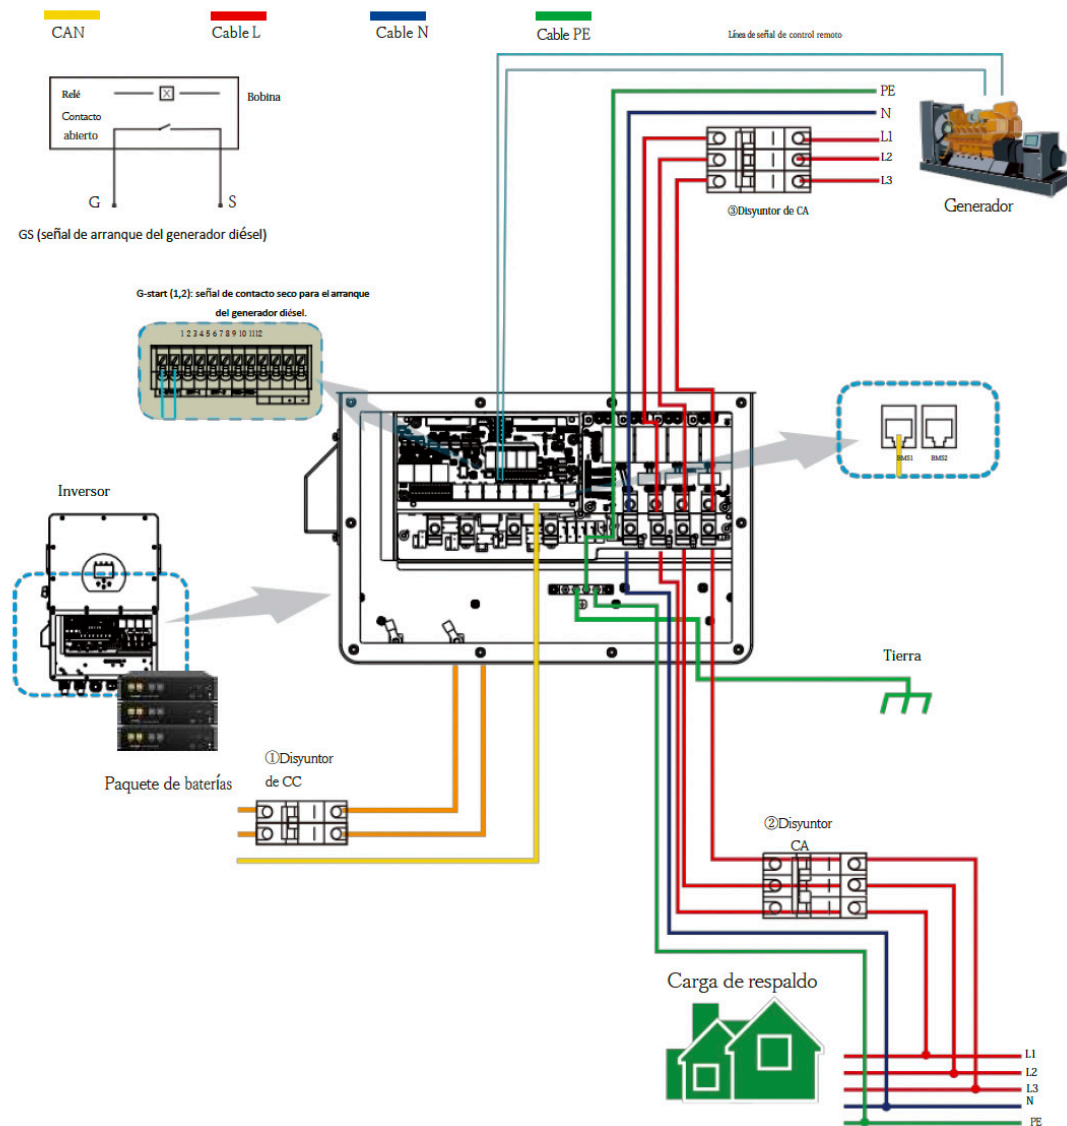 CAN
Cable L
Cable N
Cable PE
Línea de señal de control remoto
Relé
Bobina
Contacto
abierto
G
S
GS (señal de arranque del generador diésel)
PE
N
L1
L2
L3
③Disyuntor de CA
Generador
G-start (1,2): señal de contacto seco para el arranque
del generador diésel.
1 2 3 4 5 6 7 8 9 10 11 12
BMS1
BMS2
Inversor
Tierra
Paquete de baterías
①Disyuntor
de CC
②Disyuntor
CA
Carga de respaldo
L1
L2
L3
N
PE